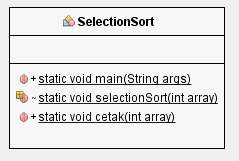 SelectionSort
+ static void main(String args)
~ static void selectionSort(int array)
+ static void cetak(int array)